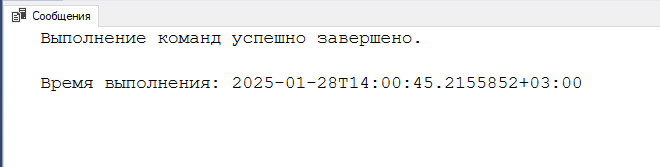 Сообщения
Выполнение команд успешно завершено.
Время выполнения: 2025-01-28T14:00:45.2155852+03:00